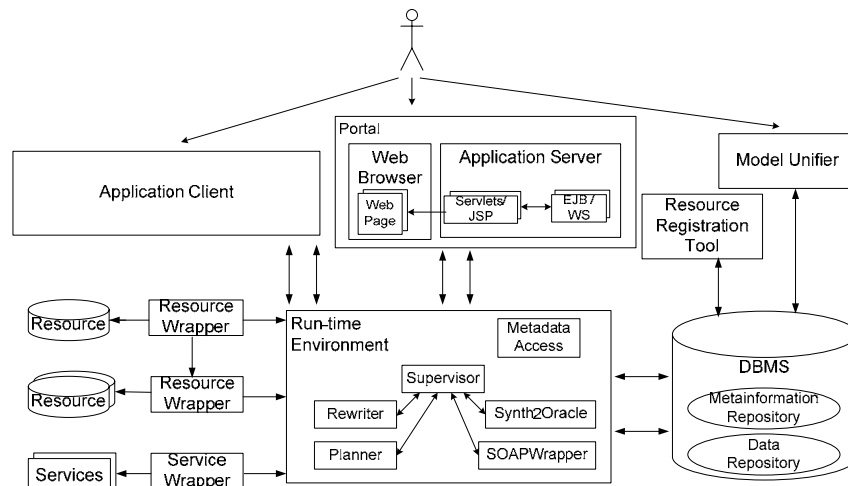 Portal
Application Client
Web
Browser
Web
Page
Application Server
Servlets/
JSP
EJB /
WS
Model Unifier
Resource
Registration
Tool
Resource
Resource
Wrapper
Resource
Resource
Wrapper
Services
Service
Wrapper
Run-time
Environment
Metadata
Access
Supervisor
Rewriter
Synth2Oracle
Planner
SOAPWrapper
DBMS
Metainformation
Repository
Data
Repository